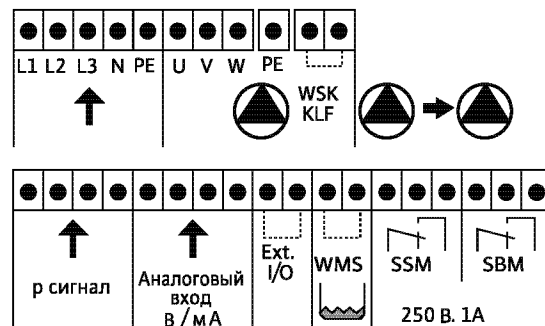 L1 L2 L3 N PE U V W PE
WSK
KLF
p сигнал
Аналоговый
вход
В / мА
Ext.
I/O
WMS
SSM
SBM
250 В. 1А